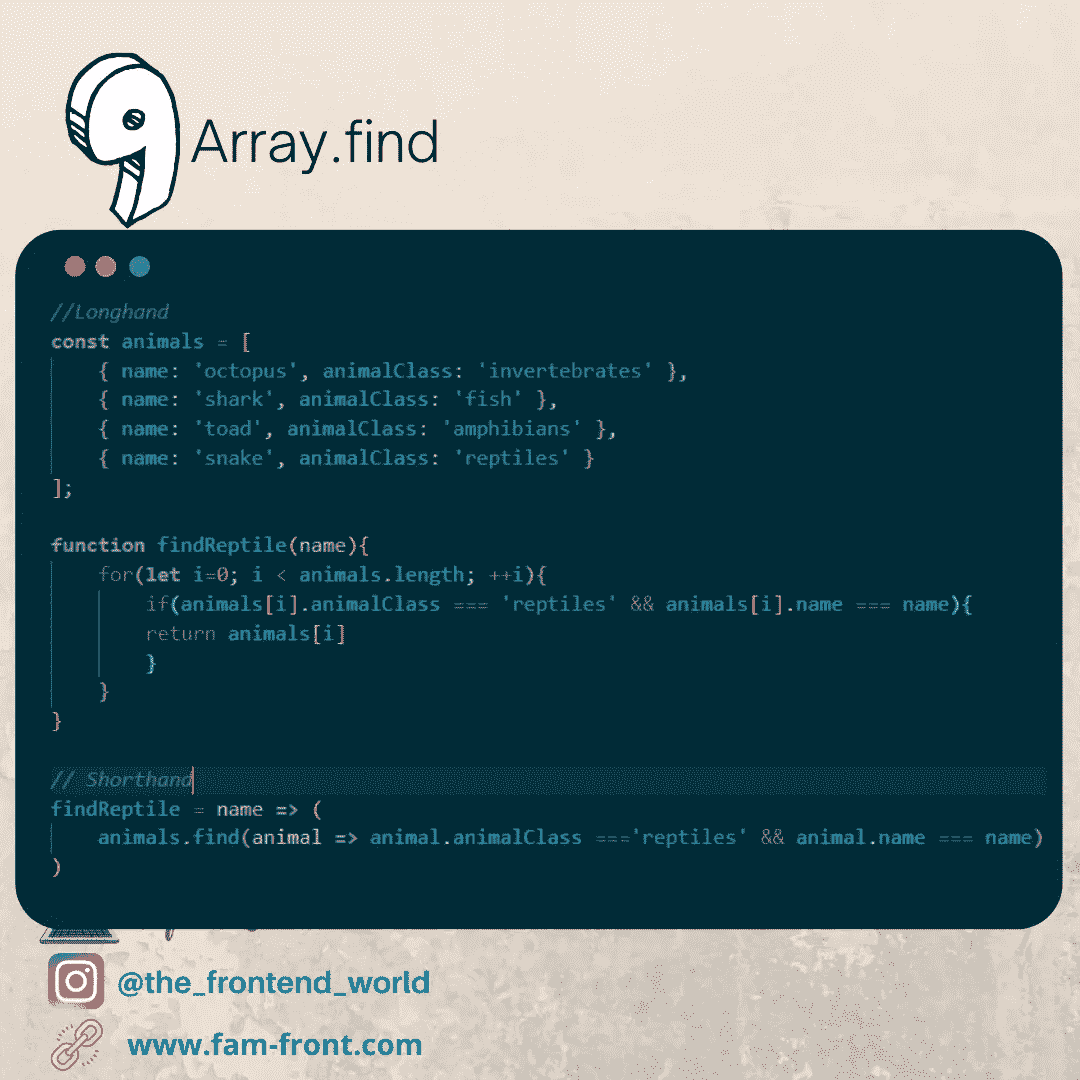 9
Array.find
//Longhand
const animals = [
    { name: 'octopus', animalClass: 'invertebrates' },
    { name: 'shark', animalClass: 'fish' },
    { name: 'toad', animalClass: 'amphibians' },
    { name: 'snake', animalClass: 'reptiles' }
];
function findReptile(name){
    for(let i=0; i < animals.length; ++i){
        if(animals[i].animalClass === 'reptiles' && animals[i].name === name){
        return animals[i]
        }
    }
}
// Shorthand
findReptile = name => (
    animals.find(animal => animal.animalClass ==='reptiles' && animal.name === name)
)
@the_frontend_world
www.fam-front.com